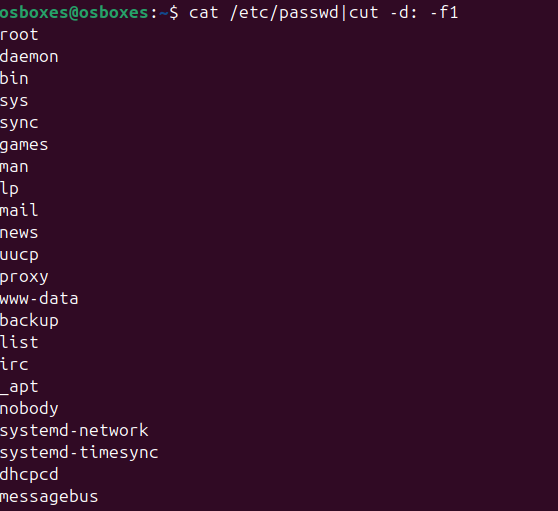 osboxes@osboxes:~$ cat /etc/passwd|cut -d: -f1
root
daemon
bin
sys
sync
games
man
lp
mail
news
uucp
proxy
www-data
backup
list
irc
_apt
nobody
systemd-network
systemd-timesync
dhcpcd
messagebus